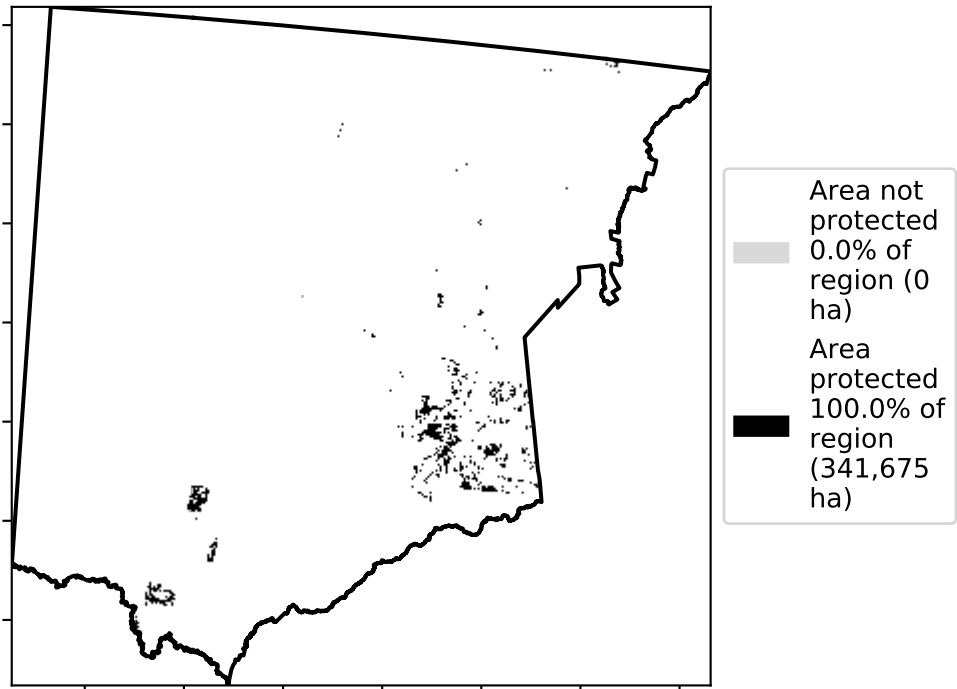 Area not
protected
0.0% of
region (0
ha)
Area
protected
100.0% of
region
(341,675
ha)